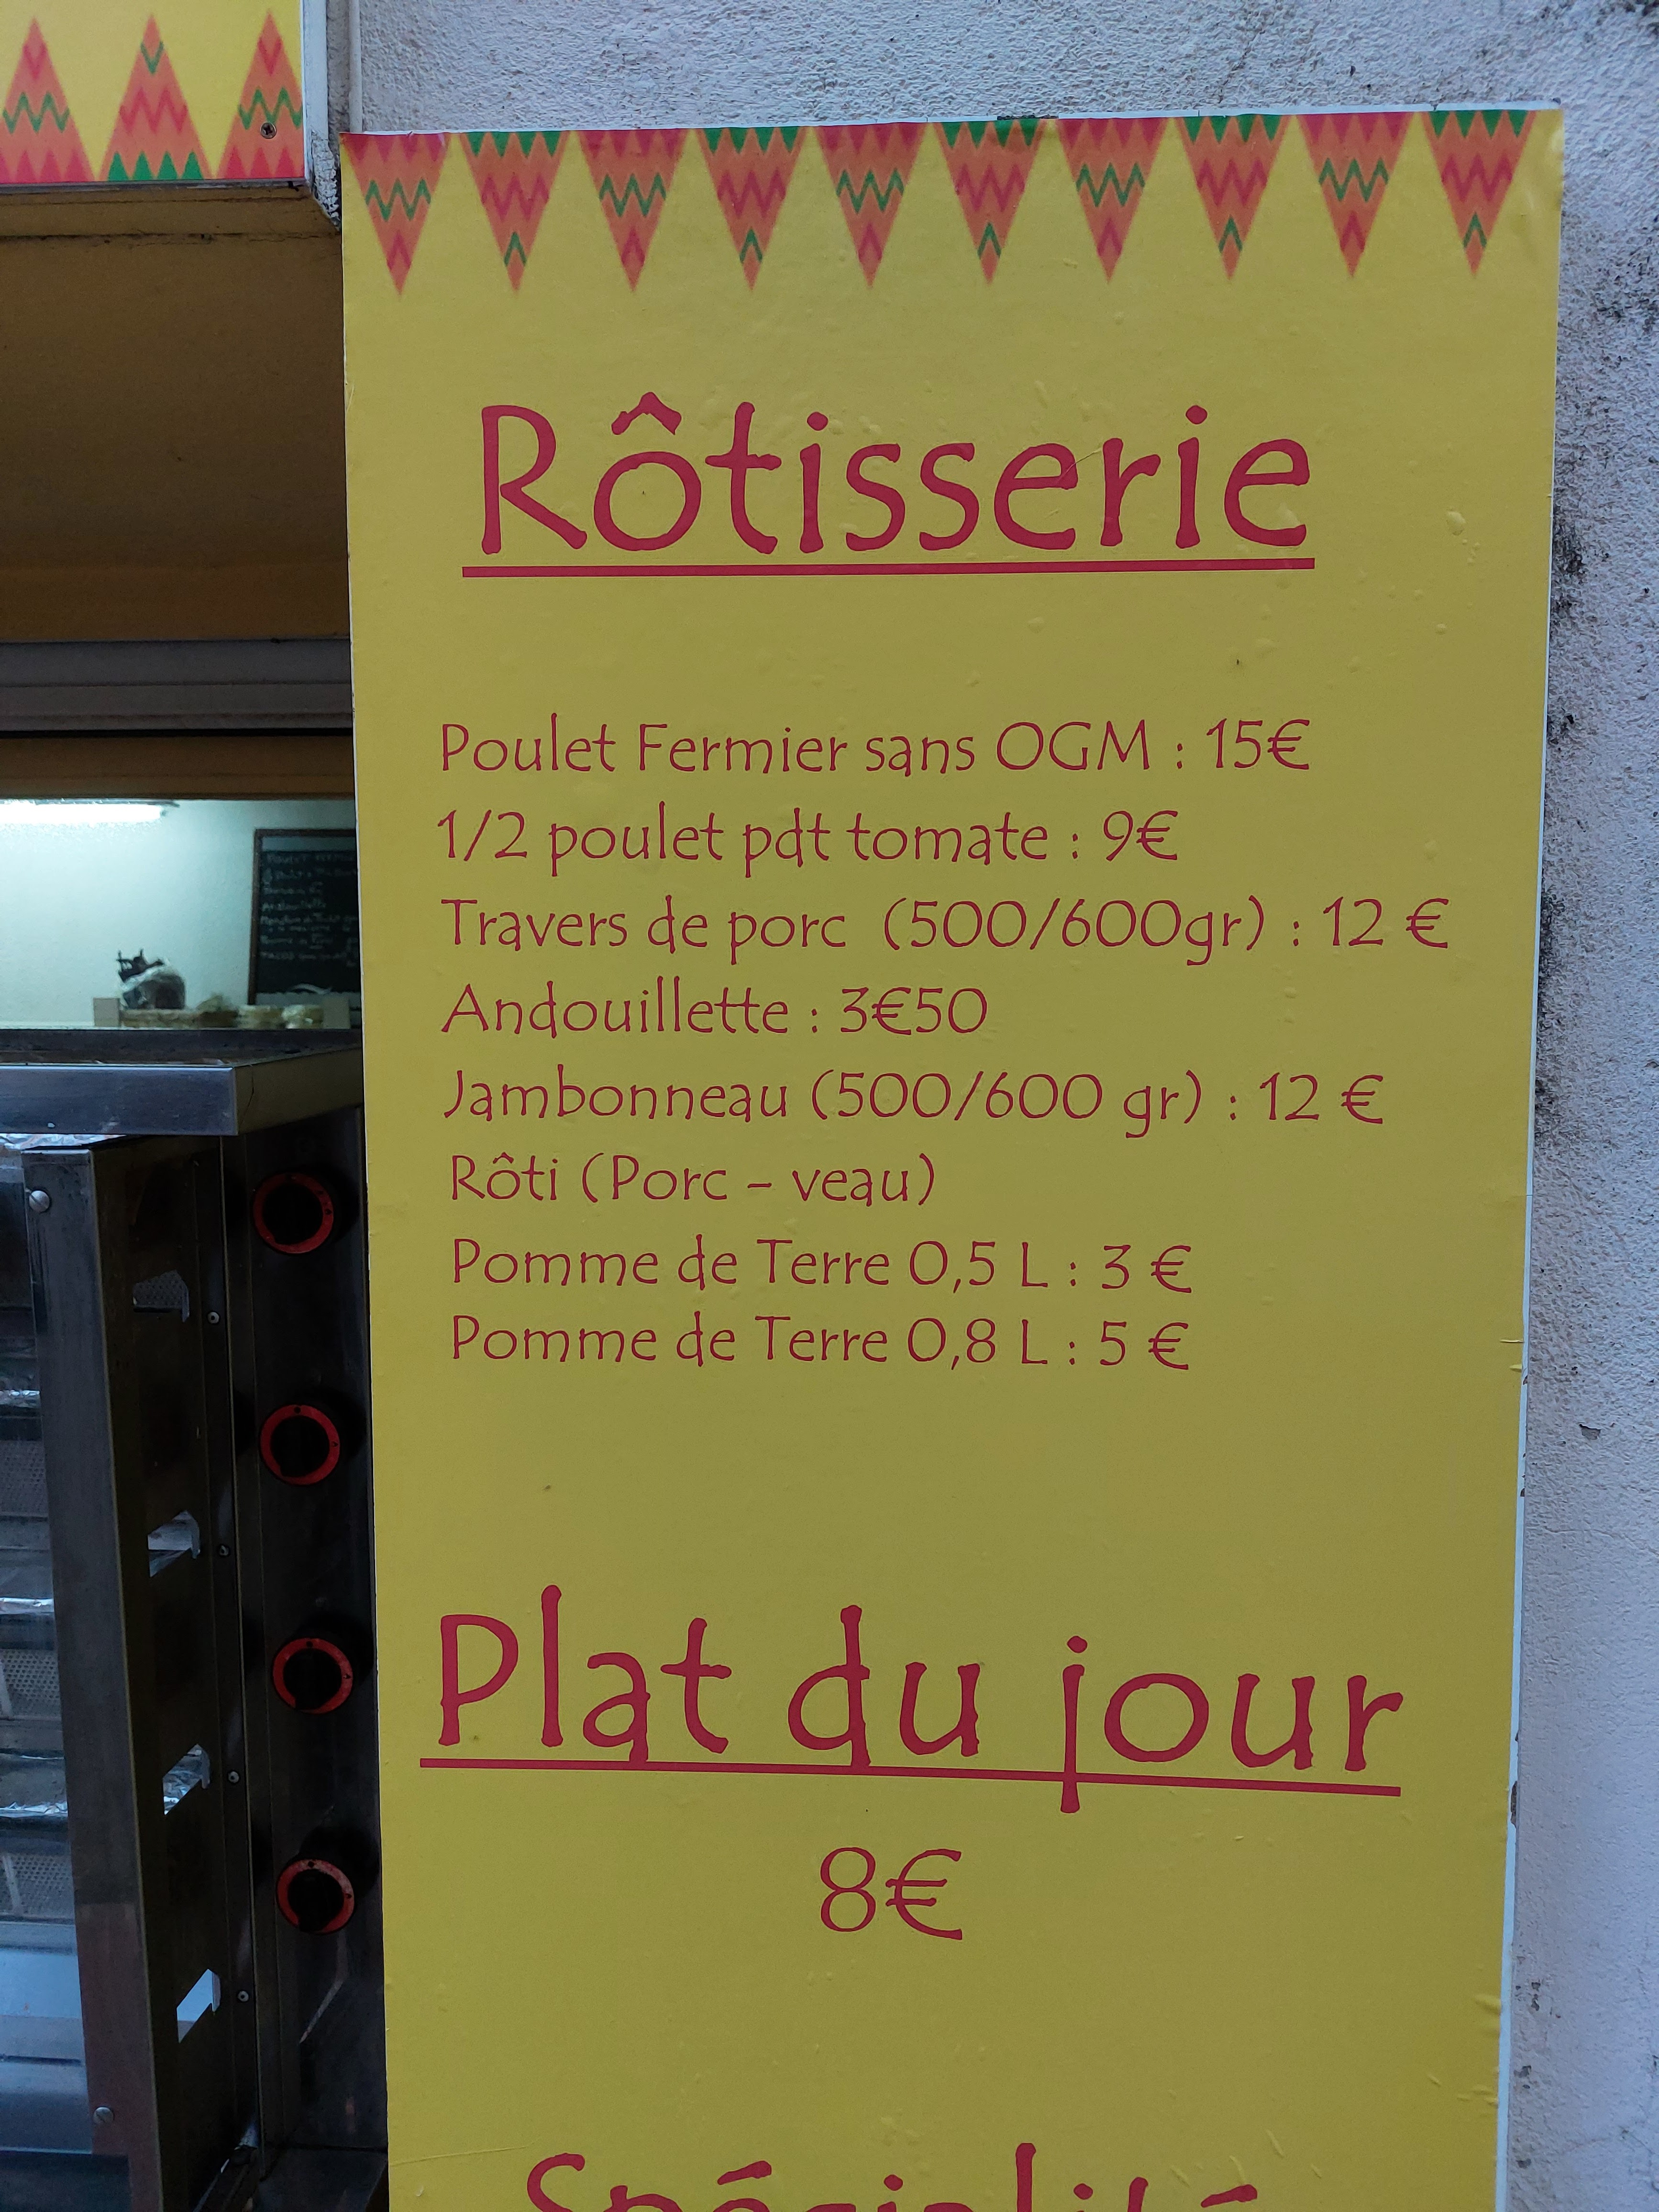 Rôtisserie
Poulet Fermier sans OGM : 15€
1/2 poulet pdt tomate : 9€
Travers de porc (500/600gr) : 12 €
Andouillette : 3€50
Jambonneau (500/600 gr) : 12 €
Rôti (Porc - veau)
Pomme de Terre 0,5 L : 3 €
Pomme de Terre 0,8 L : 5 €
Plat du jour
8€
Spécialité